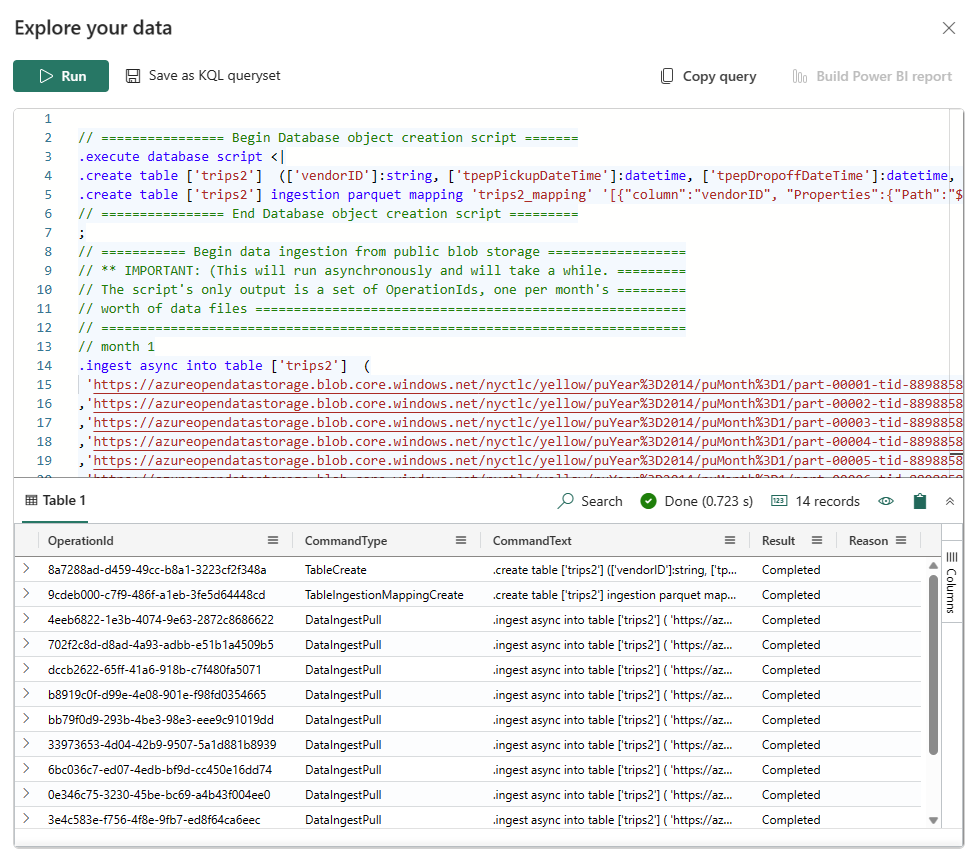 Explore your data
Run Save as KQL queryset Copy query Build Power BI report
1
2 // ================ Begin Database object creation script =======
3 .execute database script <|
4 .create table ['trips2']  (['vendorID']:string, ['tpepPickupDateTime']:datetime, ['tpepDropoffDateTime']:datetime,
5 .create table ['trips2'] ingestion parquet mapping 'trips2_mapping' '[{"column":"vendorID", "Properties":{"Path":"$
6 // ================ End Database object creation script =========
7 ;
8 // =========== Begin data ingestion from public blob storage ==================
9 // ** IMPORTANT: (This will run asynchronously and will take a while. =========
10 // The script's only output is a set of OperationIds, one per month's =========
11 // worth of data files ========================================================
12 // ============================================================================
13 // month 1
14 .ingest async into table ['trips2']  (
15  'https://azureopendatastorage.blob.core.windows.net/nyctlc/yellow/puYear%3D2014/puMonth%3D1/part-00001-tid-8898858
16 ,'https://azureopendatastorage.blob.core.windows.net/nyctlc/yellow/puYear%3D2014/puMonth%3D1/part-00002-tid-8898858
17 ,'https://azureopendatastorage.blob.core.windows.net/nyctlc/yellow/puYear%3D2014/puMonth%3D1/part-00003-tid-8898858
18 ,'https://azureopendatastorage.blob.core.windows.net/nyctlc/yellow/puYear%3D2014/puMonth%3D1/part-00004-tid-8898858
19 ,'https://azureopendatastorage.blob.core.windows.net/nyctlc/yellow/puYear%3D2014/puMonth%3D1/part-00005-tid-8898858
Table 1 Search Done (0.723 s) 123 14 records
OperationId CommandType CommandText Result Reason
8a7288ad-d459-49cc-b8a1-3223cf2f348a TableCreate .create table ['trips2'] (['vendorID']:string, ['tp... Completed
9cdeb000-c7f9-486f-a1eb-3fe5d64448cd TableIngestionMappingCreate .create table ['trips2'] ingestion parquet map... Completed
4eeb6822-1e3b-4074-9e63-2872c8686622 DataIngestPull .ingest async into table ['trips2'] ( 'https://az... Completed
702f2c8d-d8ad-4a93-adbb-e51b1a4509b5 DataIngestPull .ingest async into table ['trips2'] ( 'https://az... Completed
dccb2622-65ff-41a6-918b-c7f480fa5071 DataIngestPull .ingest async into table ['trips2'] ( 'https://az... Completed
b8919c0f-d99e-4e08-901e-f98fd0354665 DataIngestPull .ingest async into table ['trips2'] ( 'https://az... Completed
bb79f0d9-293b-4be3-98e3-eee9c91019dd DataIngestPull .ingest async into table ['trips2'] ( 'https://az... Completed
33973653-4d04-42b9-9507-5a1d881b8939 DataIngestPull .ingest async into table ['trips2'] ( 'https://az... Completed
6bc036c7-ed07-4edb-bf9d-cc450e16dd74 DataIngestPull .ingest async into table ['trips2'] ( 'https://az... Completed
0e346c75-3230-45be-bc69-a4b43f004ee0 DataIngestPull .ingest async into table ['trips2'] ( 'https://az... Completed
3e4c583e-f756-4f8e-9fb7-ed8f64ca6eec DataIngestPull .ingest async into table ['trips2'] ( 'https://az... Completed
Columns